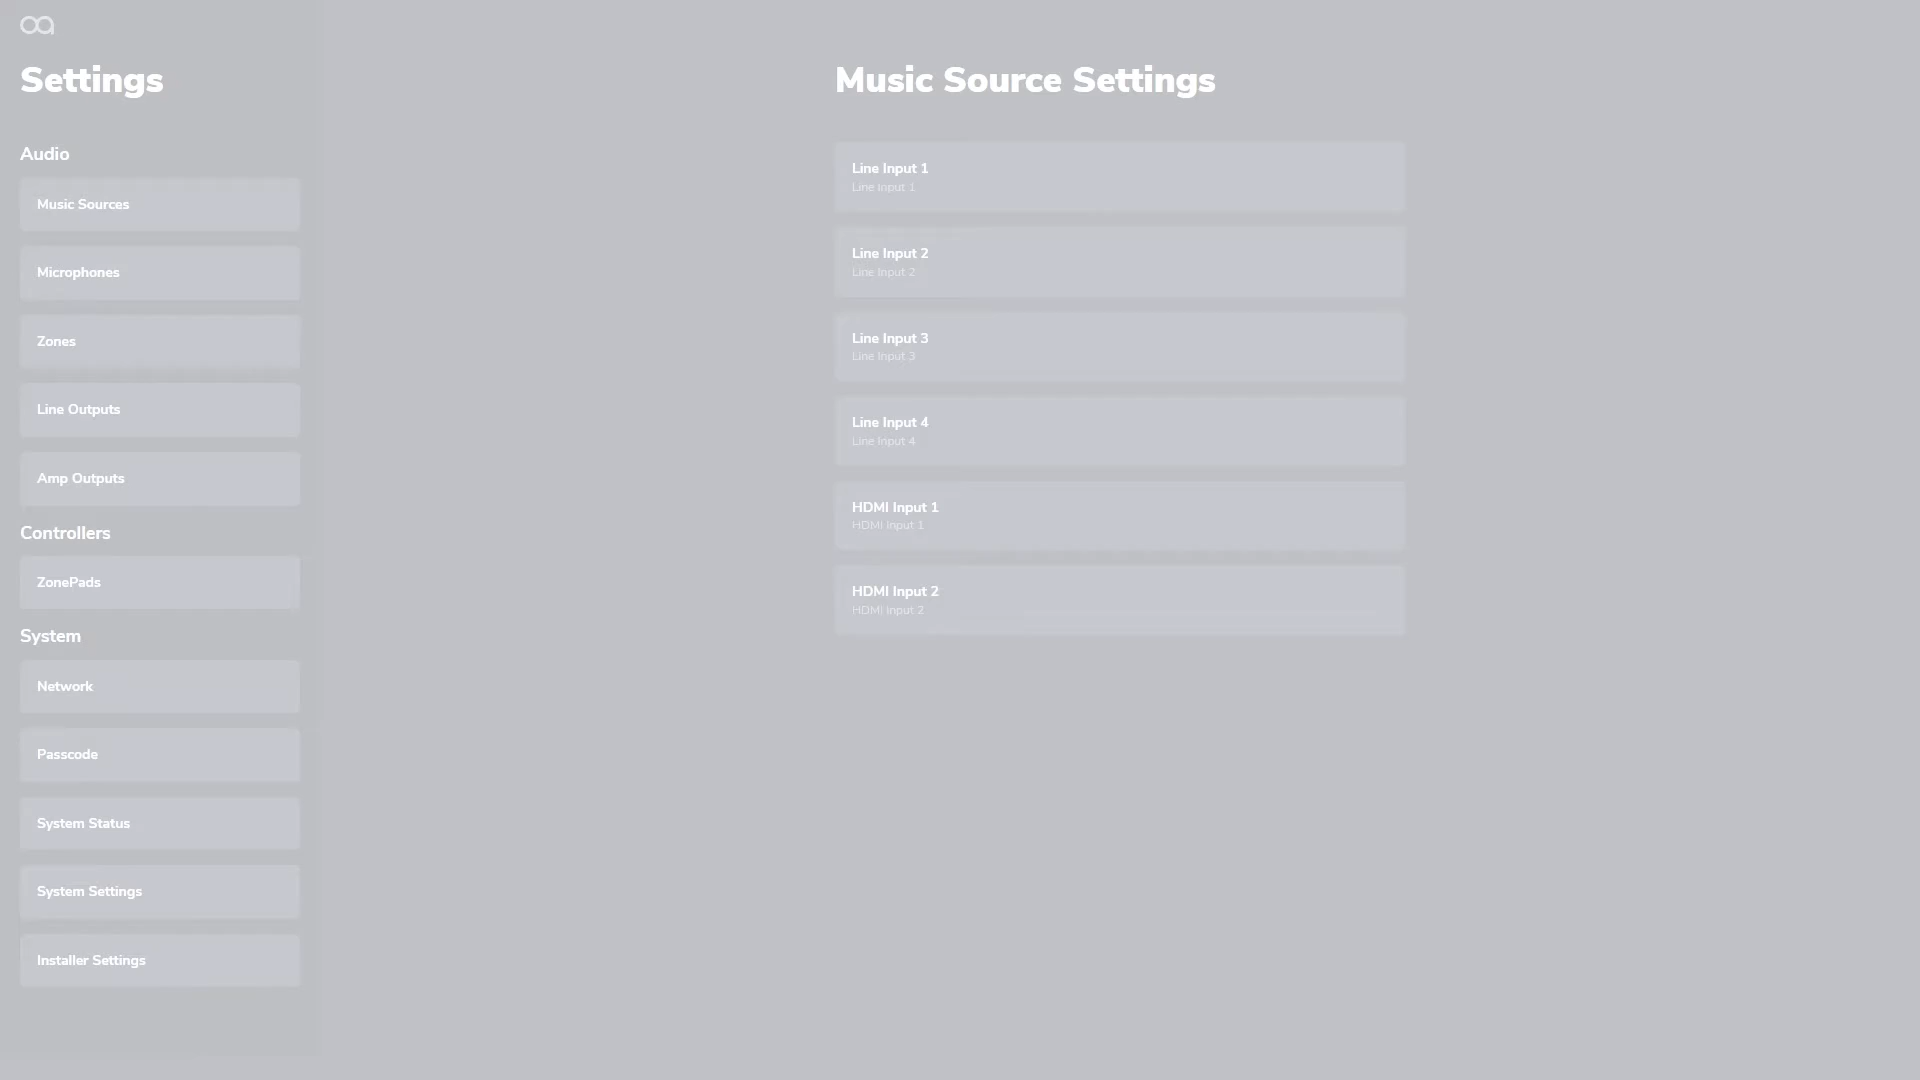 Settings
Audio
Music Sources
Microphones
Zones
Line Outputs
Amp Outputs
Controllers
ZonePads
System
Network
Passcode
System Status
System Settings
Installer Settings
Music Source Settings
Line Input 1
Line Input 1
Line Input 2
Line Input 2
Line Input 3
Line Input 3
Line Input 4
Line Input 4
HDMI Input 1
HDMI Input 1
HDMI Input 2
HDMI Input 2